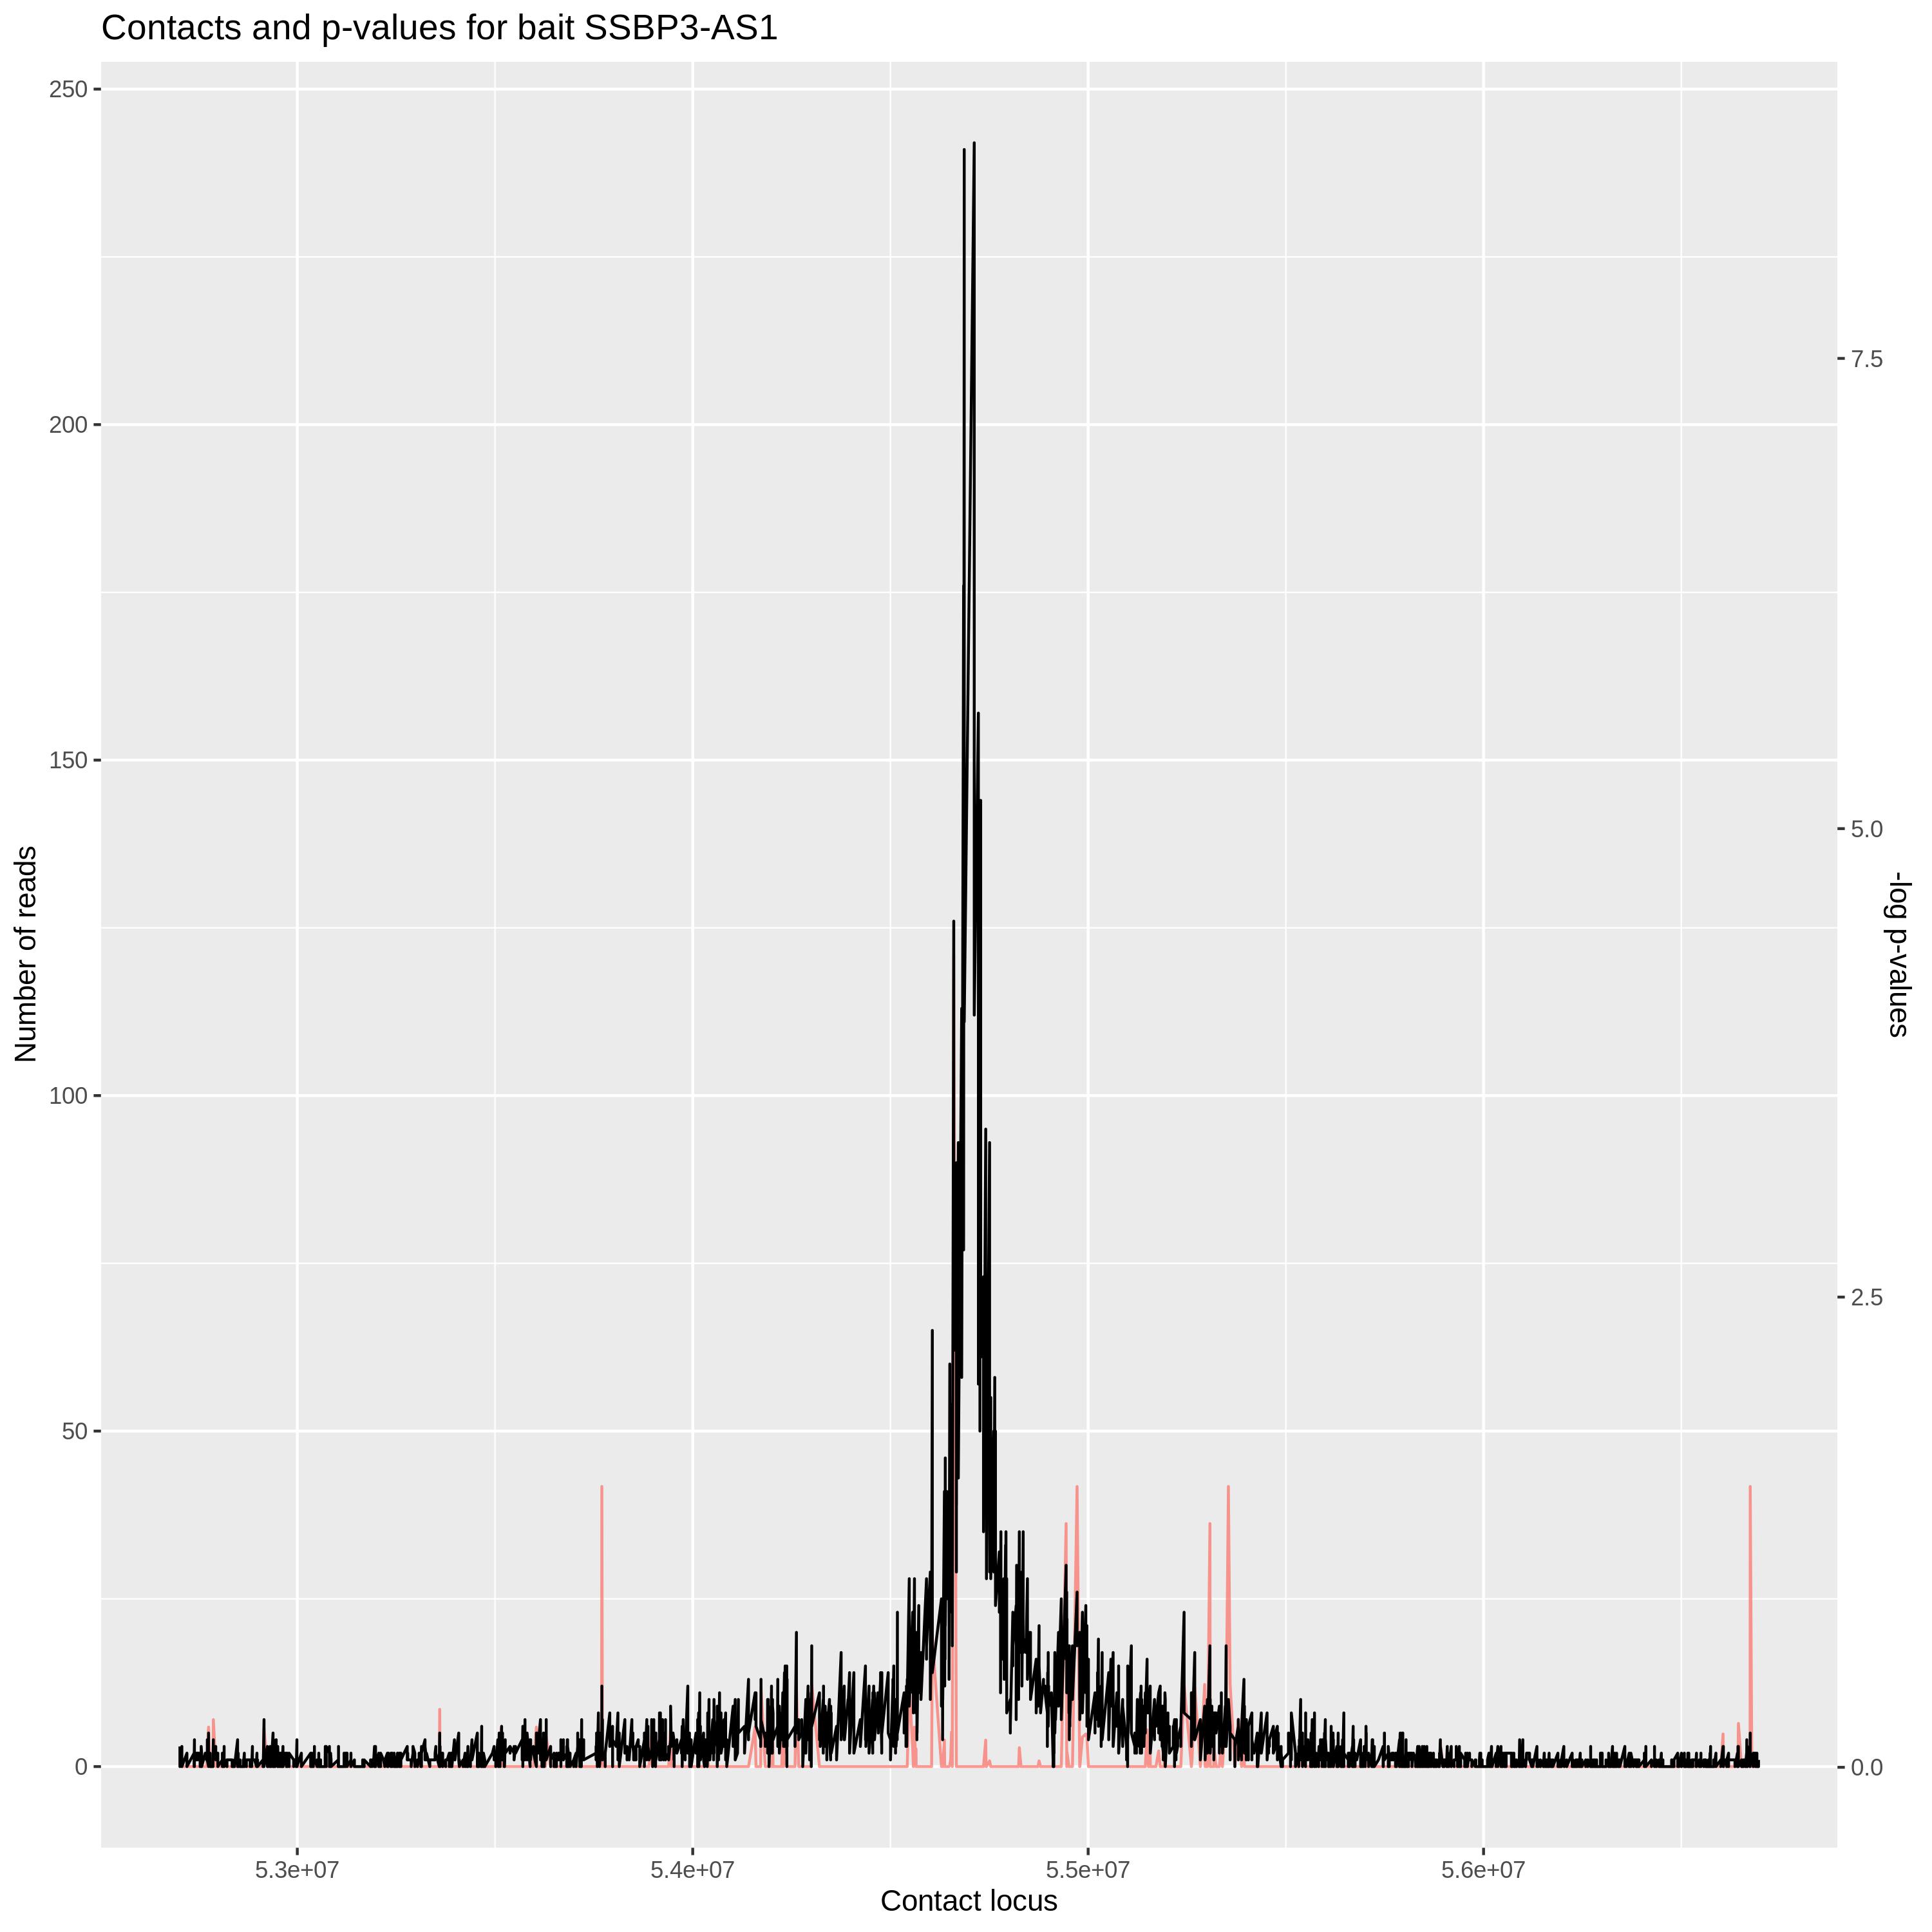 Contacts and p-values for bait SSBP3-AS1
250
200
150
100
50
0
Number of reads
7.5
5.0
2.5
0.0
-log p-values
5.3e+07
5.4e+07
5.5e+07
5.6e+07
Contact locus